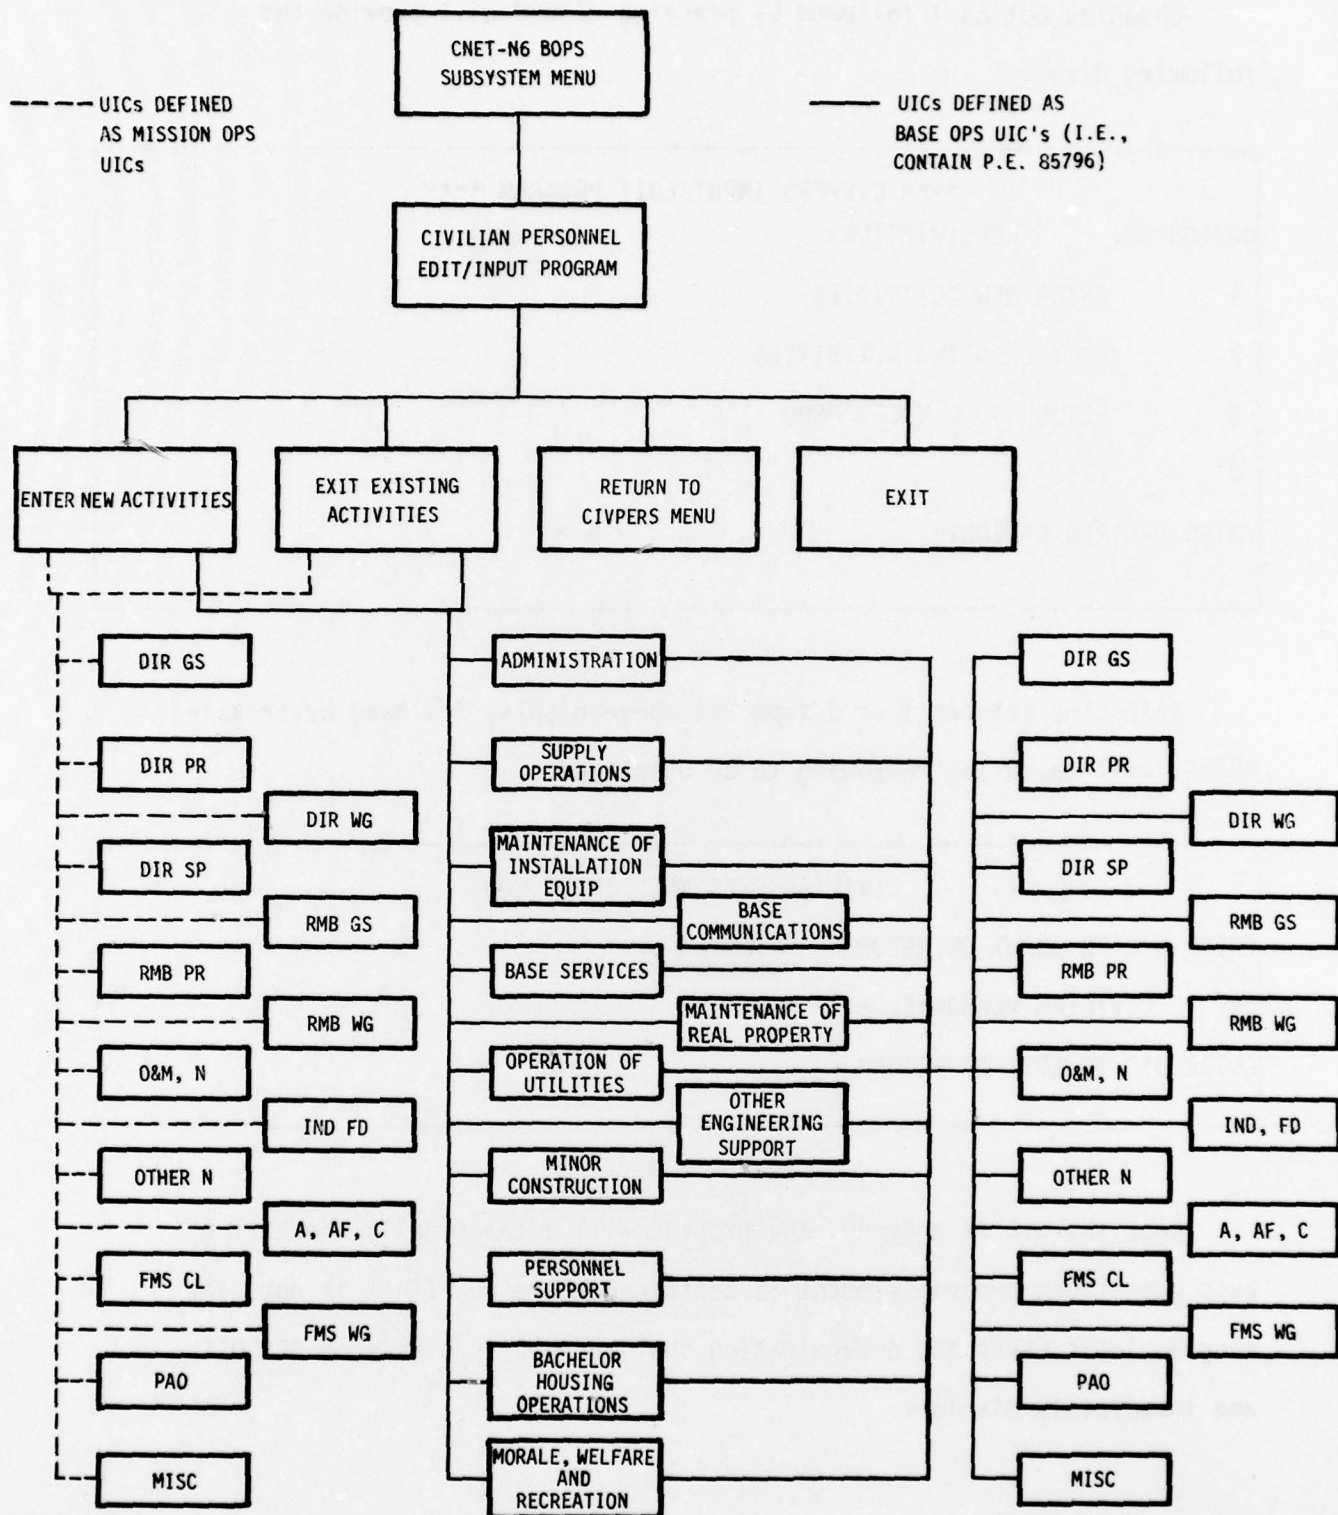 CNET-N6 BOPS
SUBSYSTEM MENU
UICs DEFINED
AS MISSION OPS
UICs
UICs DEFINED AS
BASE OPS UIC's (I.E.,
CONTAIN P.E. 85796)
CIVILIAN PERSONNEL
EDIT/INPUT PROGRAM
ENTER NEW ACTIVITIES
EXIT EXISTING
ACTIVITIES
RETURN TO
CIVPERS MENU
EXIT
DIR GS
DIR PR
DIR WG
DIR SP
RMB GS
RMB PR
RMB WG
O&M, N
IND FD
OTHER N
A, AF, C
FMS CL
FMS WG
PAO
MISC
ADMINISTRATION
SUPPLY
OPERATIONS
MAINTENANCE OF
INSTALLATION
EQUIP
BASE
COMMUNICATIONS
BASE SERVICES
MAINTENANCE OF
REAL PROPERTY
OPERATION OF
UTILITIES
OTHER
ENGINEERING
SUPPORT
MINOR
CONSTRUCTION
PERSONNEL
SUPPORT
BACHELOR
HOUSING
OPERATIONS
MORALE, WELFARE
AND
RECREATION
DIR GS
DIR PR
DIR WG
DIR SP
RMB GS
RMB PR
RMB WG
O&M, N
IND, FD
OTHER N
A, AF, C
FMS CL
FMS WG
PAO
MISC